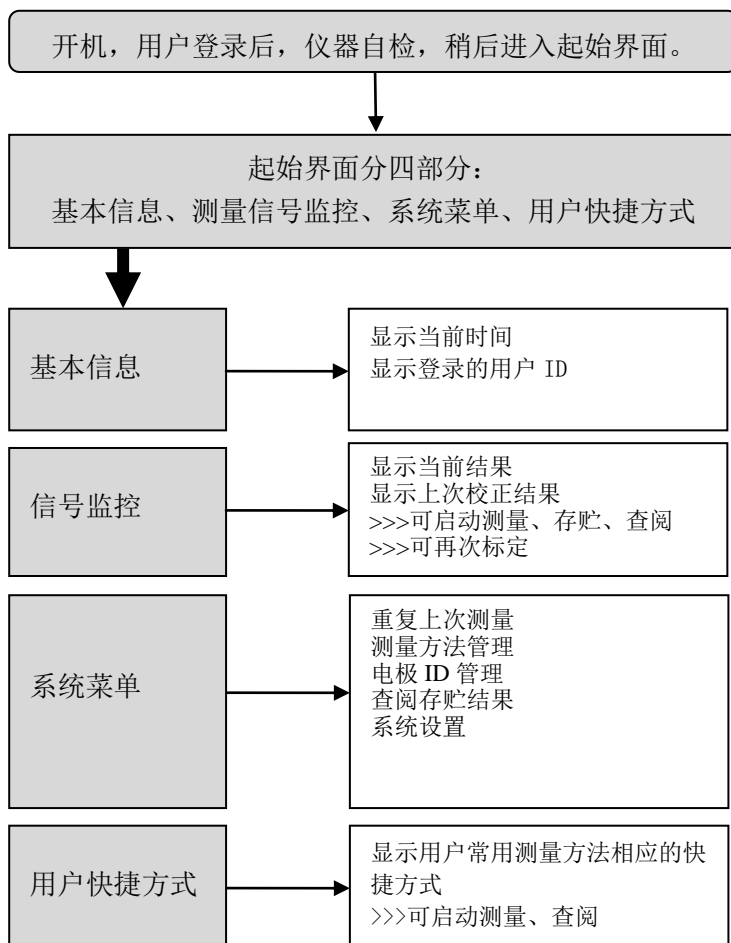 开机，用户登录后，仪器自检，稍后进入起始界面。
起始界面分四部分：
基本信息、测量信号监控、系统菜单、用户快捷方式
基本信息
显示当前时间
显示登录的用户 ID
信号监控
显示当前结果
显示上次校正结果
>>>可启动测量、存贮、查阅
>>>可再次标定
系统菜单
重复上次测量
测量方法管理
电极 ID 管理
查阅存贮结果
系统设置
用户快捷方式
显示用户常用测量方法相应的快
捷方式
>>>可启动测量、查阅